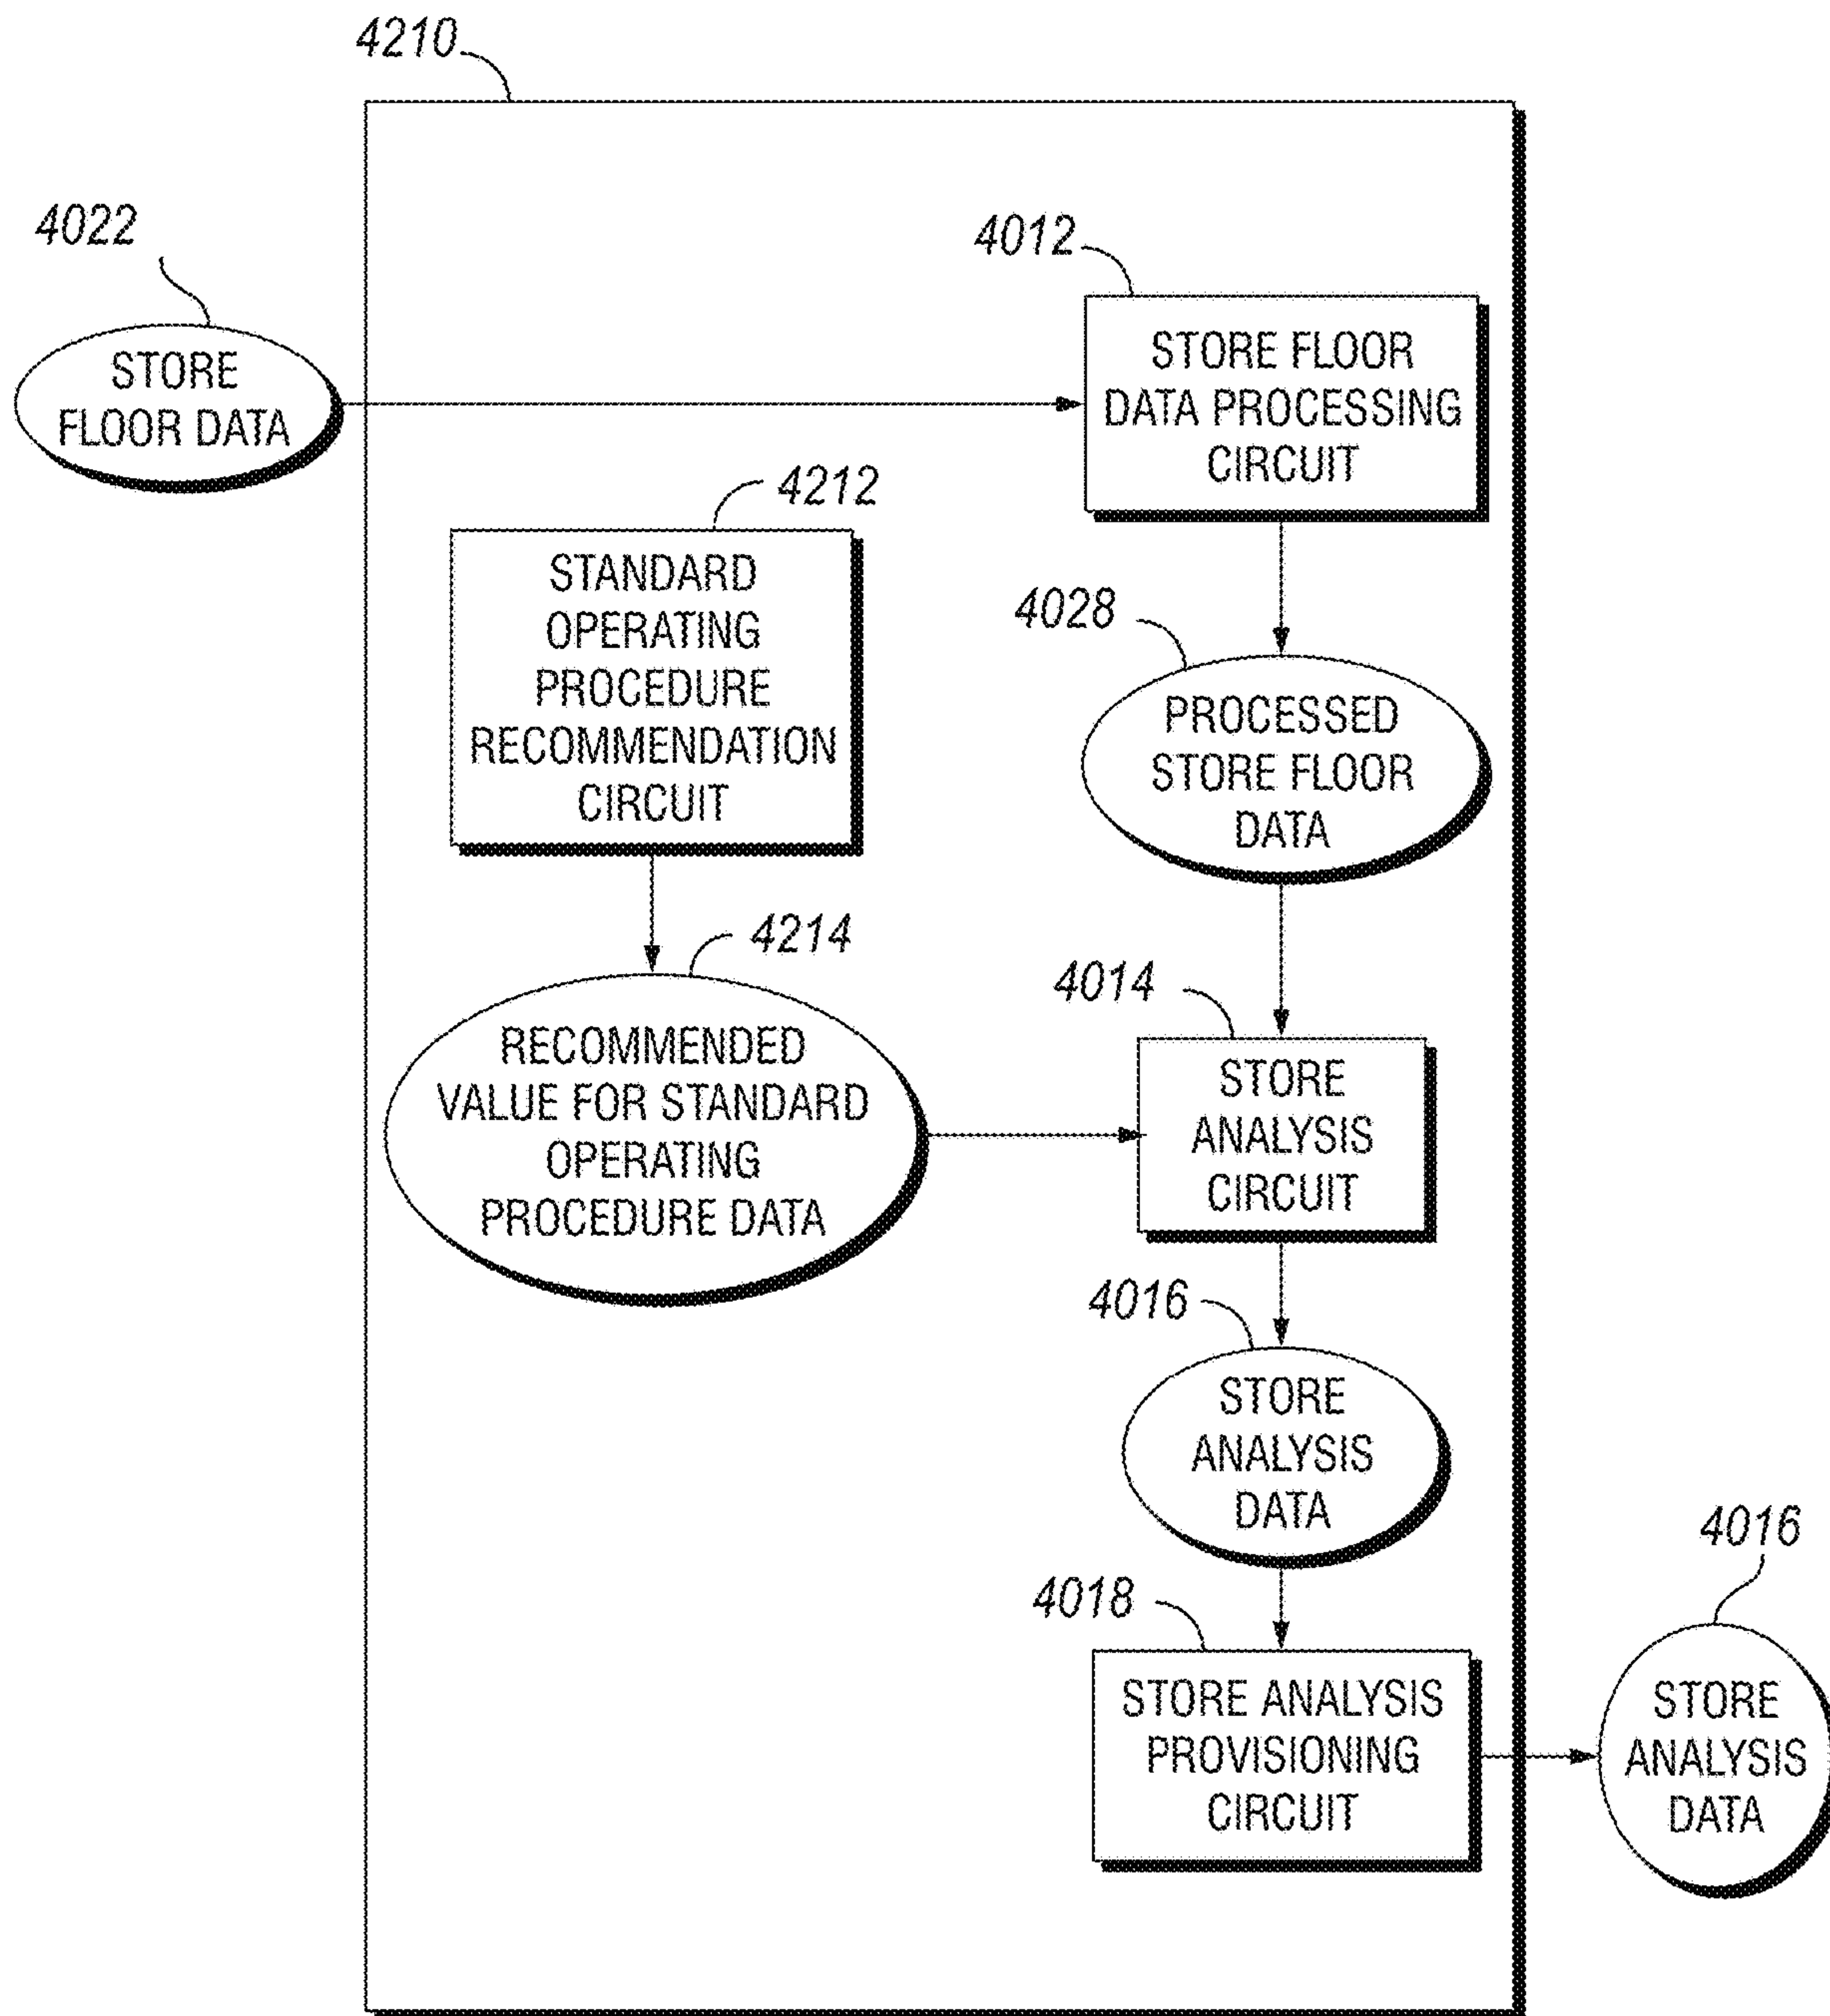 4210
4022
STORE
FLOOR DATA
4012
STORE FLOOR
DATA PROCESSING
CIRCUIT
4212
STANDARD
OPERATING
PROCEDURE
RECOMMENDATION
CIRCUIT
4028
PROCESSED
STORE FLOOR
DATA
4214
RECOMMENDED
VALUE FOR STANDARD
OPERATING
PROCEDURE DATA
4014
STORE
ANALYSIS
CIRCUIT
4016
STORE
ANALYSIS
DATA
4018
STORE ANALYSIS
PROVISIONING
CIRCUIT
4016
STORE
ANALYSIS
DATA